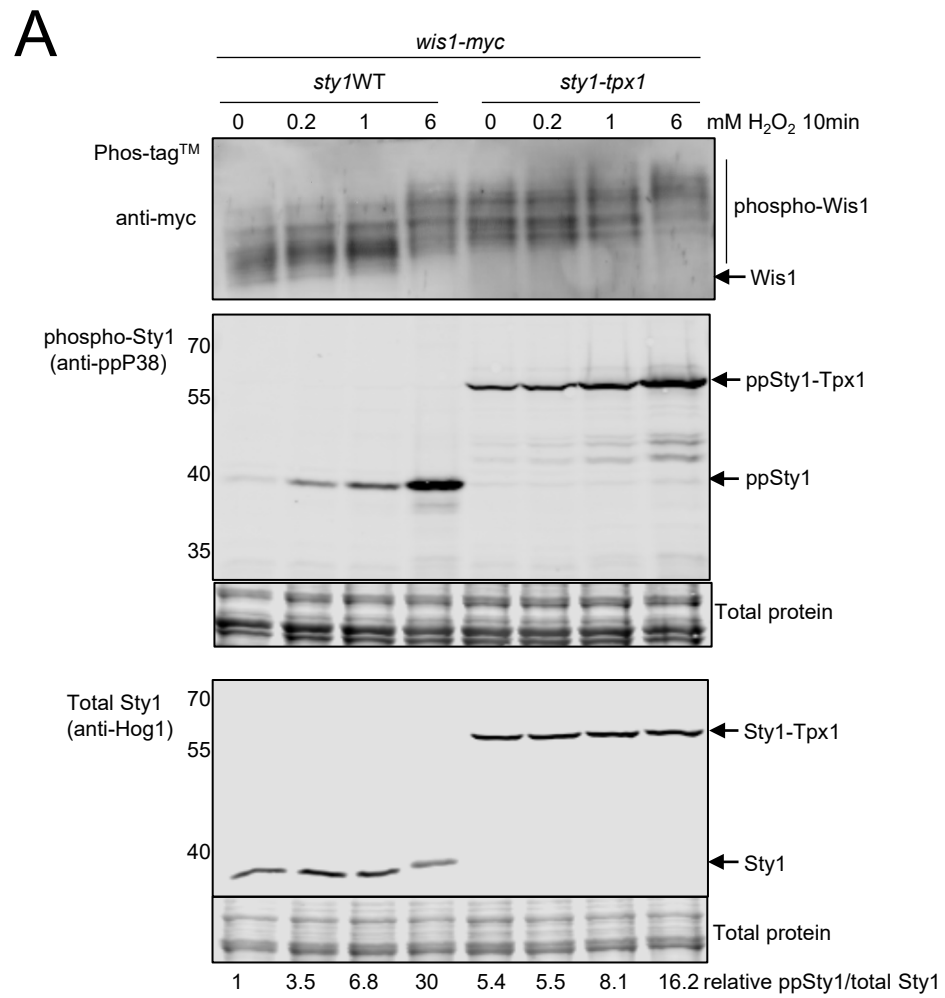 A
wis1-myc
sty1WT sty1-tpx1
0 0.2 1 6 0 0.2 1 6 mM H₂O₂ 10min
Phos-tag™
anti-myc
phospho-Wis1
Wis1
phospho-Sty1
(anti-ppP38)
70
55
40
35
ppSty1-Tpx1
ppSty1
Total protein
Total Sty1
(anti-Hog1)
70
55
40
Sty1-Tpx1
Sty1
Total protein
1 3.5 6.8 30 5.4 5.5 8.1 16.2 relative ppSty1/total Sty1